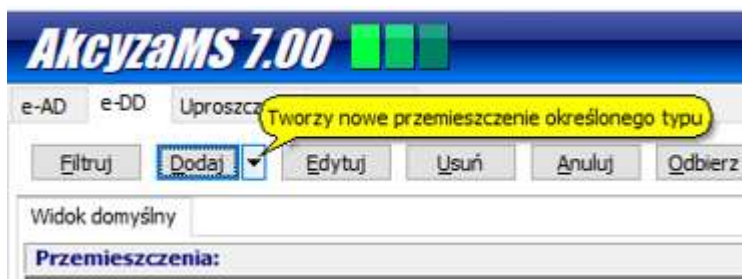 AkcyzaMS 7.00
e-AD e-DD Uproszcz
Tworzy nowe przemieszczenie określonego typu
Filtruj Dodaj Edytuj Usuń Anuluj Odbierz
Widok domyślny
Przemieszczenia: